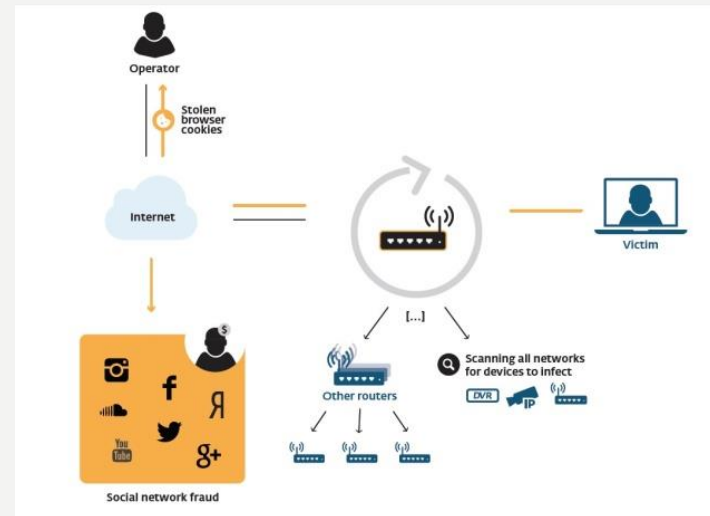 Operator
Stolen
browser
cookies
Internet
Victim
[...]
Scanning all networks
for devices to infect
DVR
IP
Other routers
$
f
Я
You
Tube
g+
Social network fraud